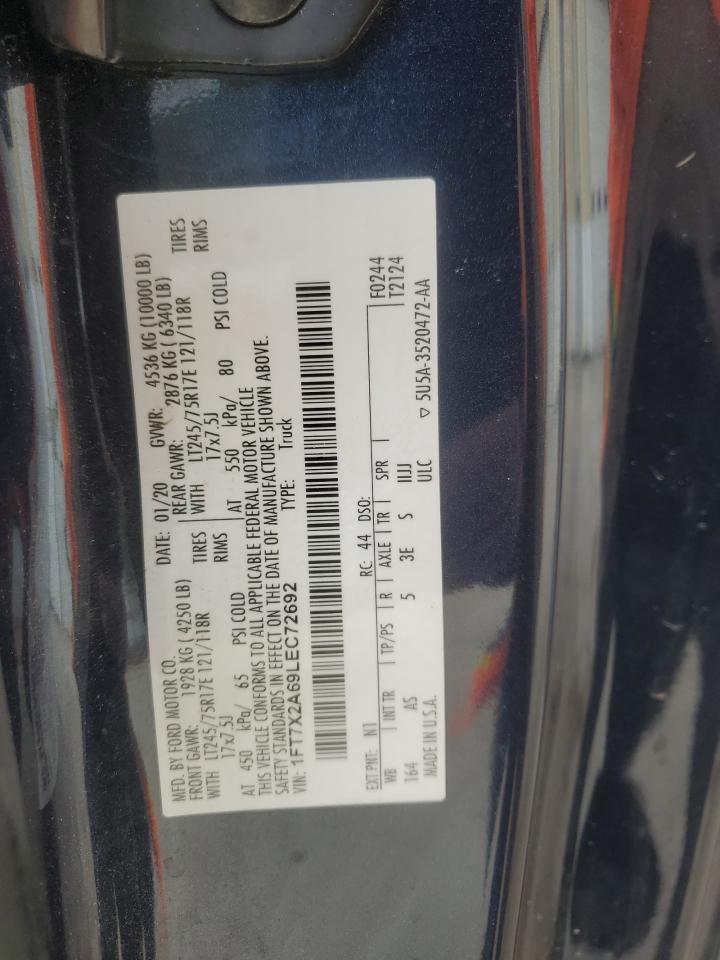 MFD. BY FORD MOTOR CO.
DATE: 01/20 GVWR: 4536 KG (10000 LB)
FRONT GAWR: 1928 KG ( 4250 LB) REAR GAWR: 2876 KG ( 6340 LB)
WITH LT245/75R17E 121/118R TIRES WITH LT245/75R17E 121/118R TIRES
17x7.5J RIMS 17x7.5J RIMS
AT 450 kPa/ 65 PSI COLD AT 550 kPa/ 80 PSI COLD
THIS VEHICLE CONFORMS TO ALL APPLICABLE FEDERAL MOTOR VEHICLE
SAFETY STANDARDS IN EFFECT ON THE DATE OF MANUFACTURE SHOWN ABOVE.
VIN: 1FT7X2A69LEC72692 TYPE: Truck
EXT PNT: N1 RC: 44 DSO: F0244
WB INT TR TP/PS R AXLE TR SPR T2124
164 AS 5 3E S IIJJ
MADE IN U.S.A. ULC ▽ 5U5A-3520472-AA